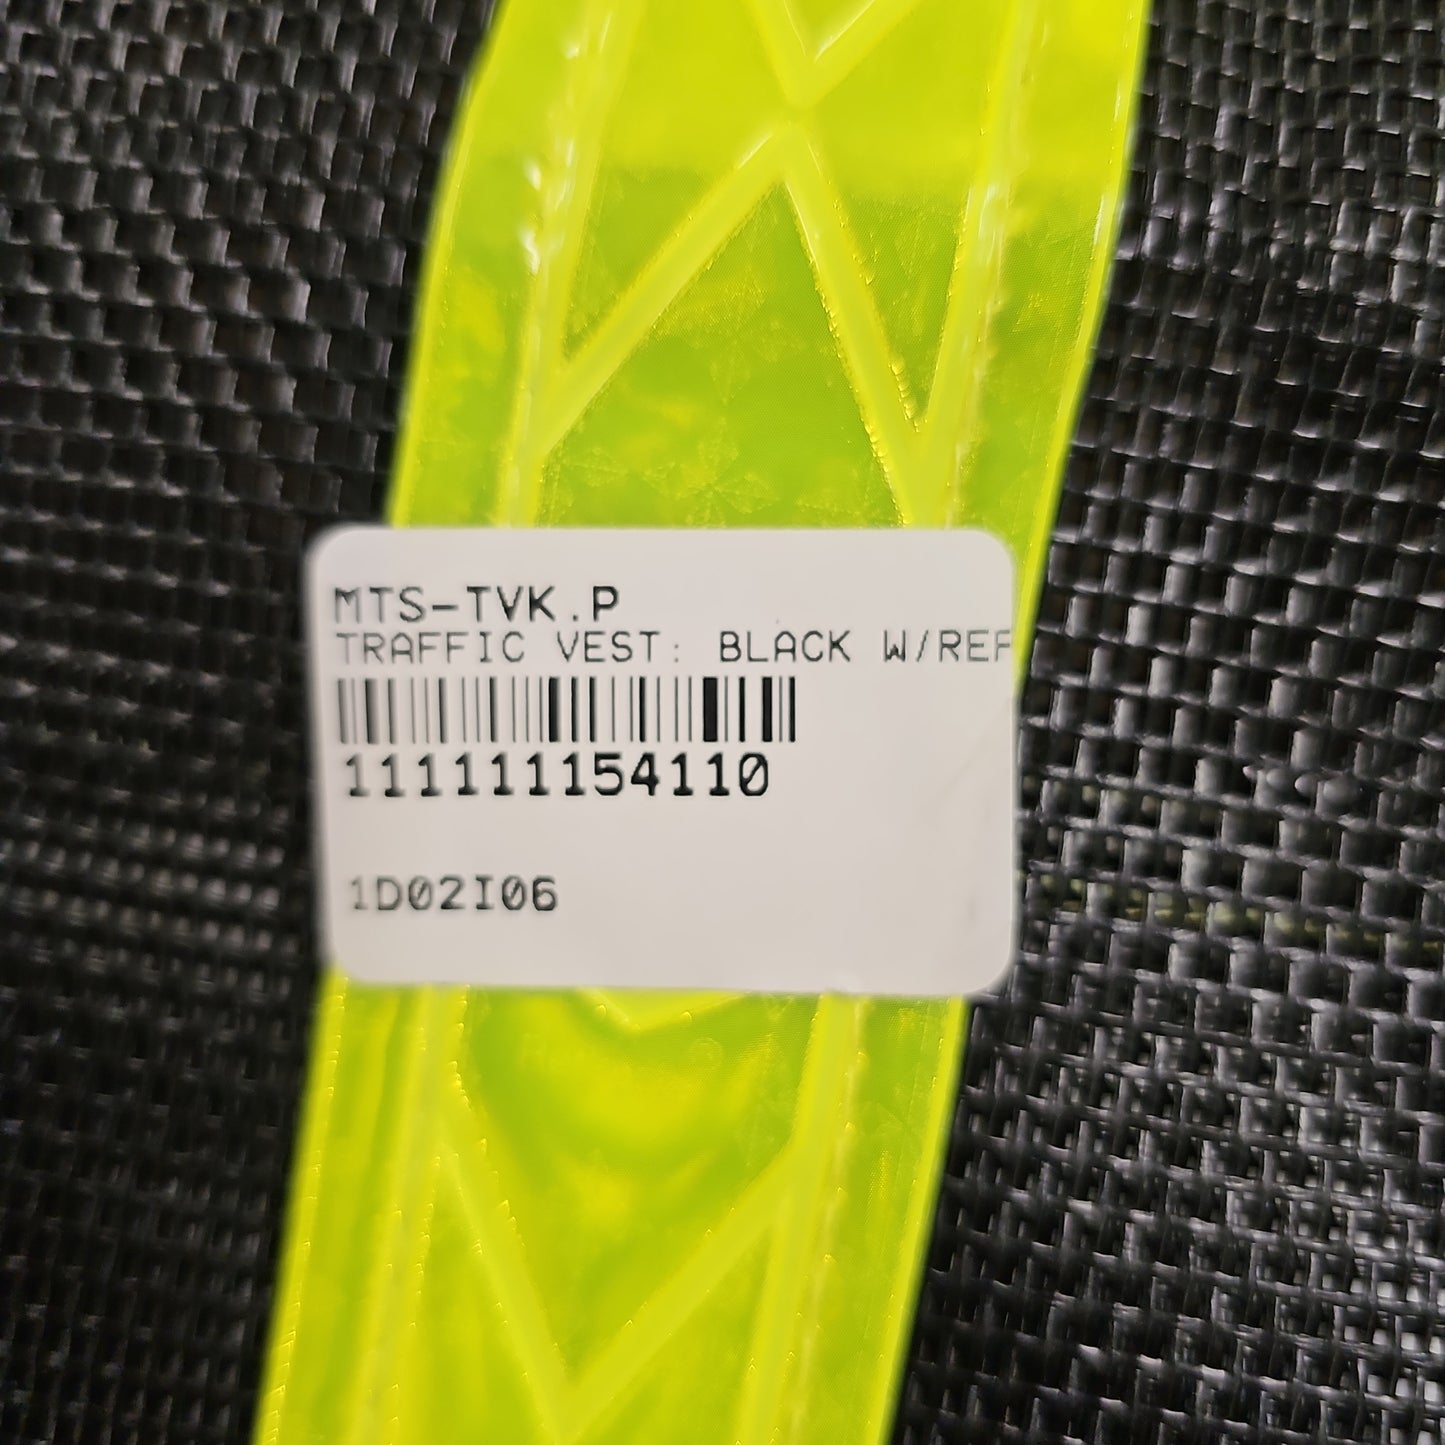 MTS-TVK.P
TRAFFIC VEST: BLACK W/REF
111111154110
1D02I06